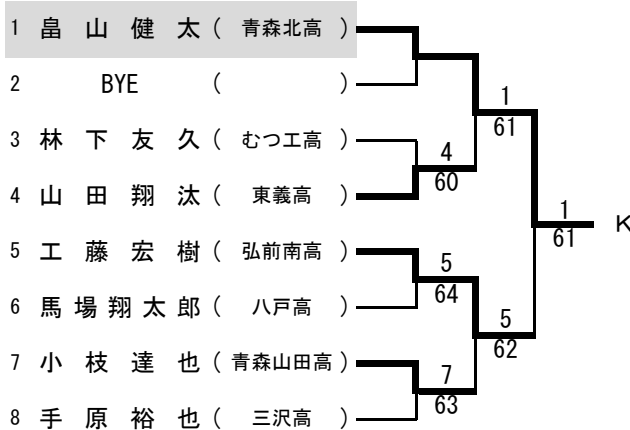 1 畠山健太 ( 青森北高 )
2 BYE ( )
3 林下友久 ( むつ工高 )
4 山田翔汰 ( 東義高 )
5 工藤宏樹 ( 弘前南高 )
6 馬場翔太郎 ( 八戸高 )
7 小枝達也 ( 青森山田高 )
8 手原裕也 ( 三沢高 )
4
60
5
64
7
63
1
61
5
62
1
61
K